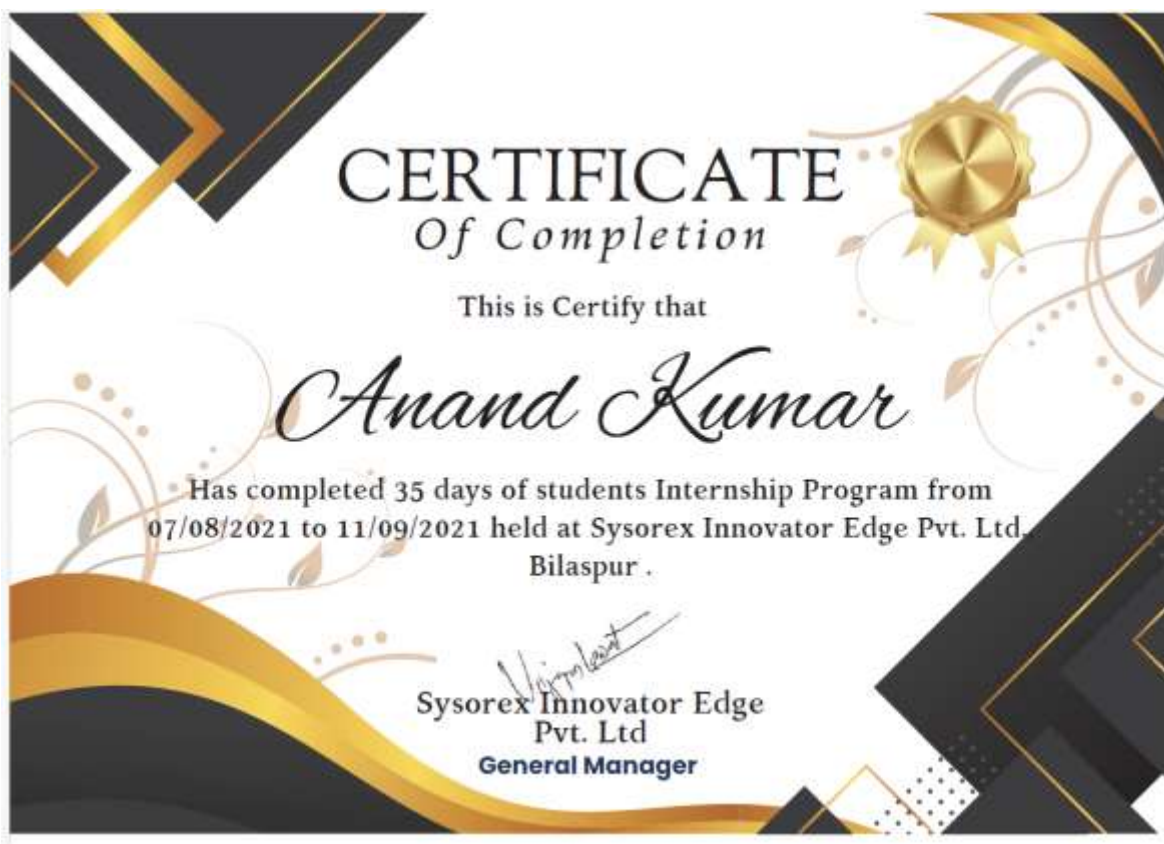 CERTIFICATE
Of Completion
This is Certify that
Anand Kumar
Has completed 35 days of students Internship Program from
07/08/2021 to 11/09/2021 held at Sysorex Innovator Edge Pvt. Ltd.
Bilaspur .
Sysorex Innovator Edge
Pvt. Ltd
General Manager